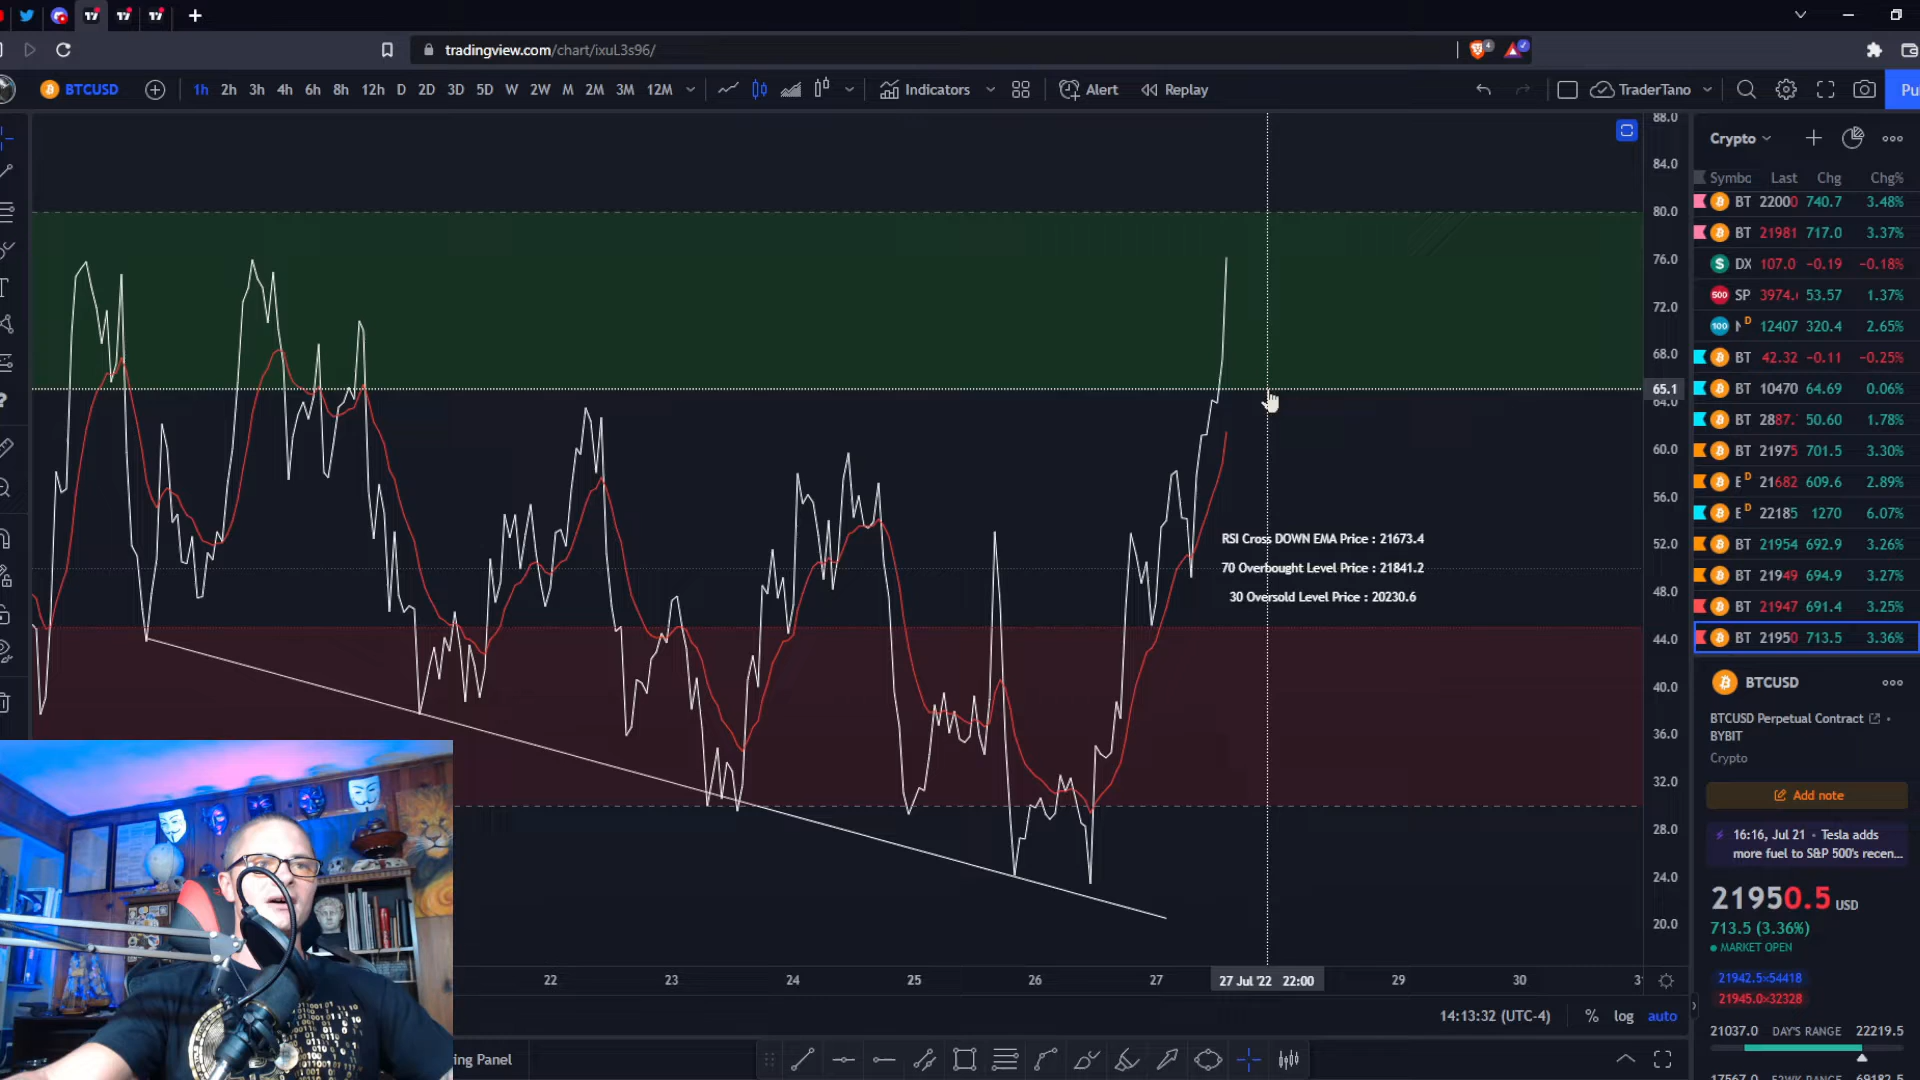 tradingview.com/chart/ixuL3s96/
4
BTCUSD 1h 2h 3h 4h 6h 8h 12h D 2D 3D 5D W 2W M 2M 3M 12M Indicators Alert Replay TraderTano Pu
88.0
84.0
80.0
76.0
72.0
68.0
65.1
64.0
60.0
56.0
52.0
48.0
44.0
40.0
36.0
32.0
28.0
24.0
20.0
RSI Cross DOWN EMA Price : 21673.4
70 Overbought Level Price : 21841.2
30 Oversold Level Price : 20230.6
22 23 24 25 26 27 27 Jul '22 22:00 29 30
14:13:32 (UTC-4) % log auto
ing Panel
Crypto
Symbo Last Chg Chg%
BT 22000 740.7 3.48%
BT 21981 717.0 3.37%
DX 107.0 −0.19 −0.18%
500 SP 3974. 53.57 1.37%
100 D 12407 320.4 2.65%
BT 42.32 −0.11 −0.25%
BT 10470 64.69 0.06%
BT 2887. 50.60 1.78%
BT 21975 701.5 3.30%
E D 21682 609.6 2.89%
E D 22185 1270 6.07%
BT 21954 692.9 3.26%
BT 21949 694.9 3.27%
BT 21947 691.4 3.25%
BT 21950 713.5 3.36%
BTCUSD
BTCUSD Perpetual Contract •
BYBIT
Crypto
Add note
16:16, Jul 21 • Tesla adds
more fuel to S&P 500's recen...
21950.5 USD
713.5 (3.36%)
MARKET OPEN
21942.5×54418
21945.0×32328
21037.0 DAY'S RANGE 22219.5